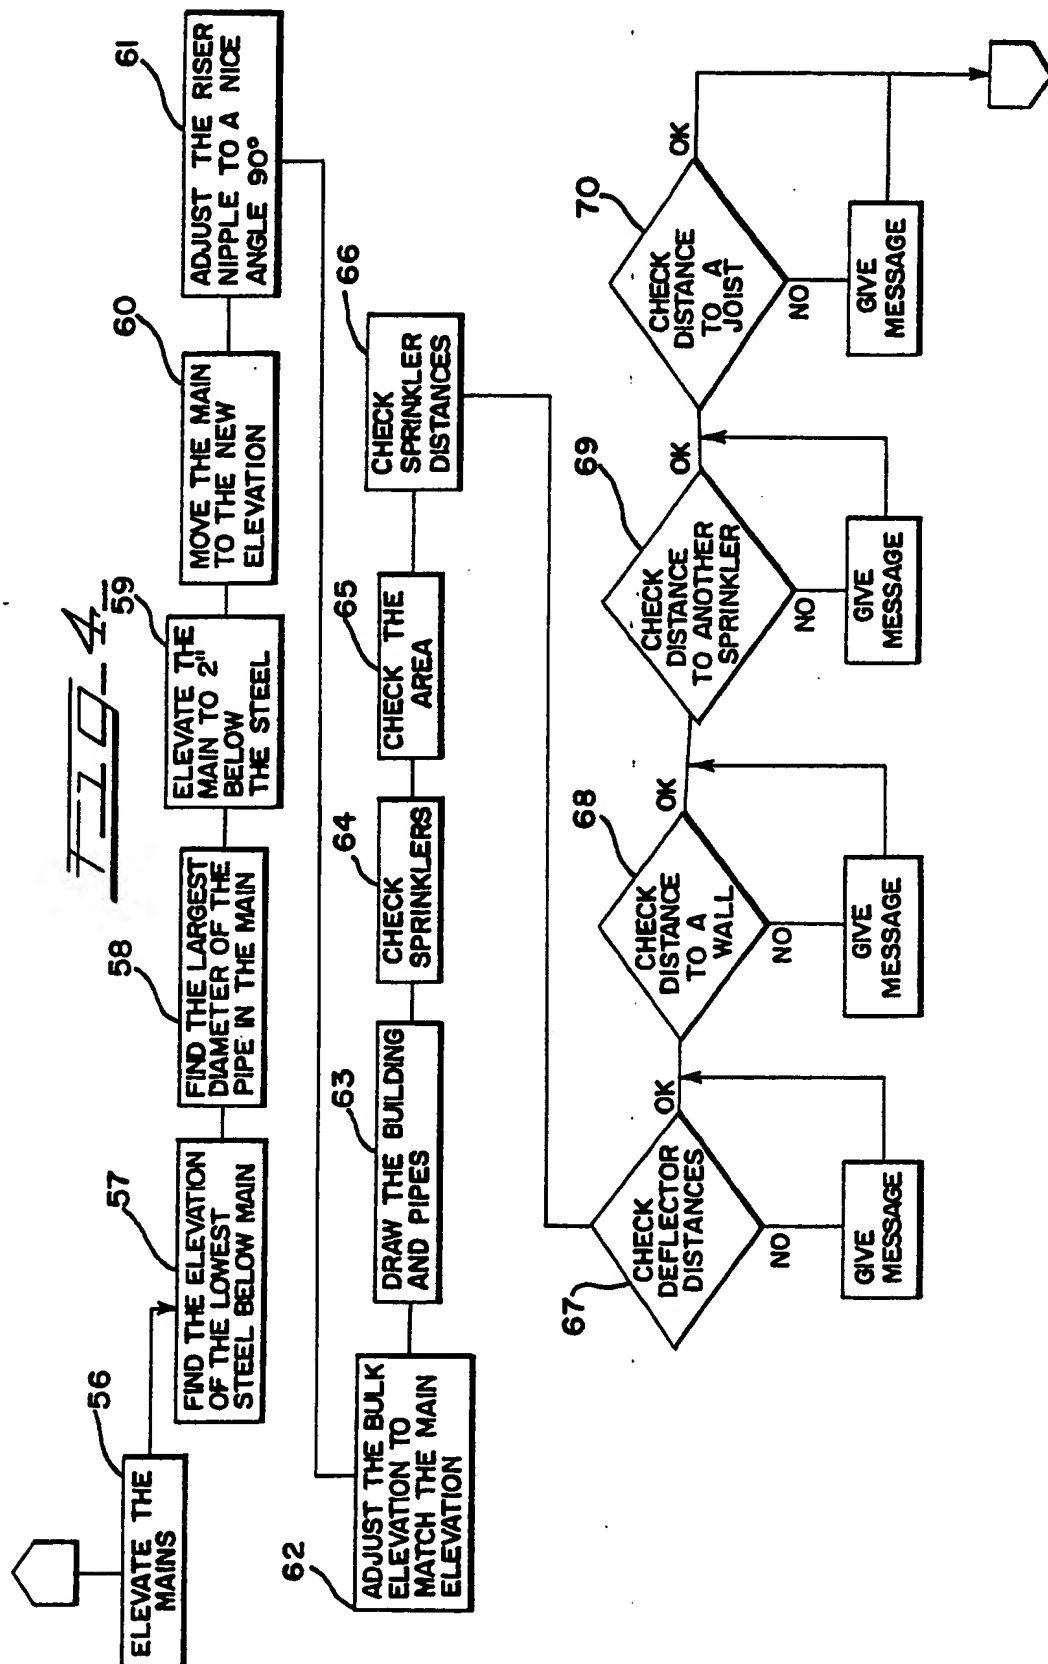 FIG. 4
56
ELEVATE THE
MAINS
57
FIND THE ELEVATION
OF THE LOWEST
STEEL BELOW MAIN
58
FIND THE LARGEST
DIAMETER OF THE
PIPE IN THE MAIN
59
ELEVATE THE
MAIN TO 2"
BELOW
THE STEEL
60
MOVE THE MAIN
TO THE NEW
ELEVATION
61
ADJUST THE RISER
NIPPLE TO A NICE
ANGLE 90°
62
ADJUST THE BULK
ELEVATION TO
MATCH THE MAIN
ELEVATION
63
DRAW THE BUILDING
AND PIPES
64
CHECK
SPRINKLERS
65
CHECK THE
AREA
66
CHECK
SPRINKLER
DISTANCES
67
CHECK
DEFLECTOR
DISTANCES
OK
NO
GIVE
MESSAGE
68
CHECK
DISTANCE
TO A
WALL
OK
NO
GIVE
MESSAGE
69
CHECK
DISTANCE
TO ANOTHER
SPRINKLER
OK
NO
GIVE
MESSAGE
70
CHECK
DISTANCE
TO A
JOIST
OK
NO
GIVE
MESSAGE